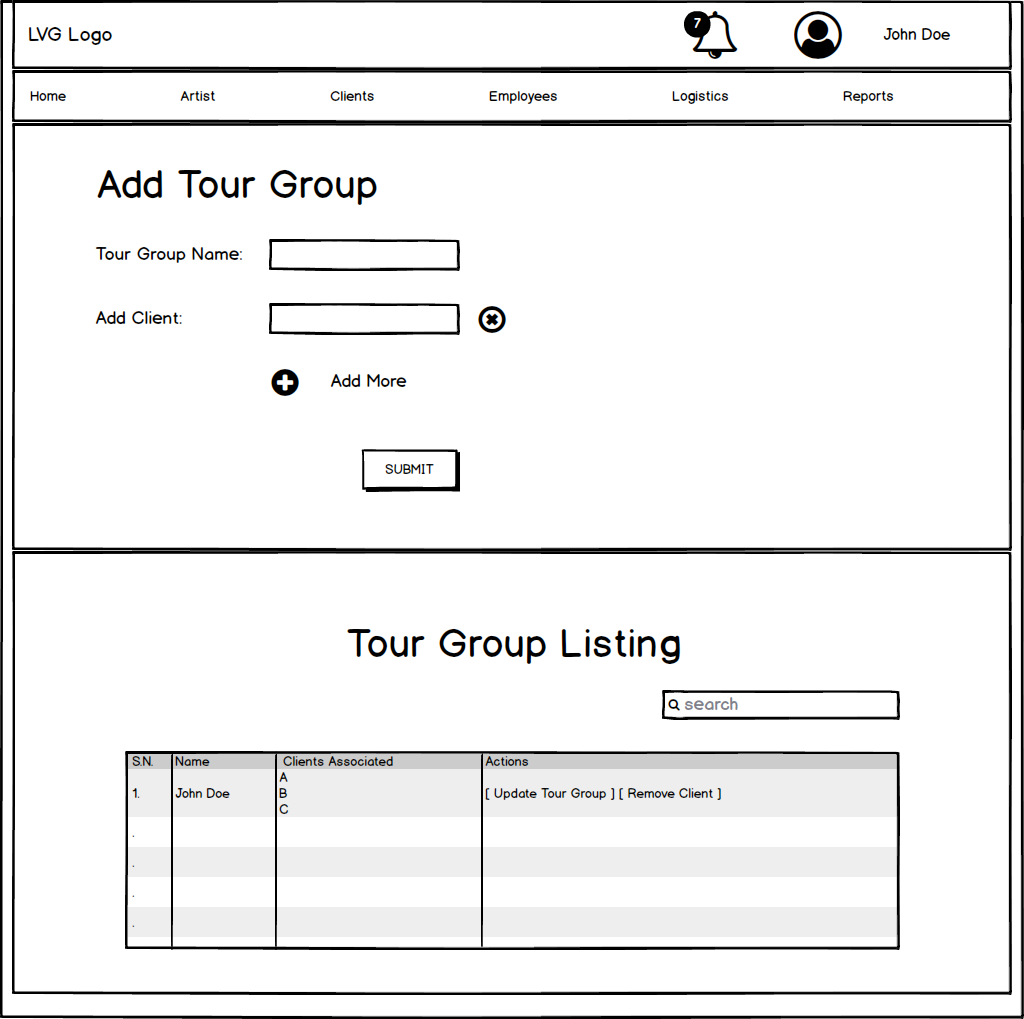 LVG Logo
7
John Doe
Home Artist Clients Employees Logistics Reports
Add Tour Group
Tour Group Name:
Add Client:
Add More
SUBMIT
Tour Group Listing
search
S.N. Name Clients Associated Actions
A
1. John Doe B [ Update Tour Group ] [ Remove Client ]
C
.
.
.
.